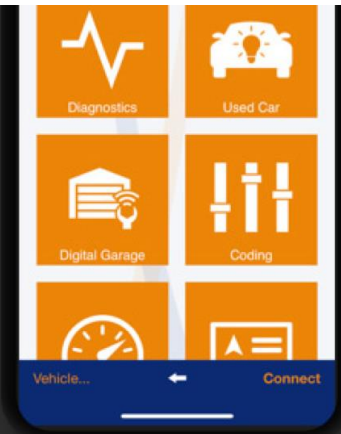 Diagnostics
Used Car
Digital Garage
Coding
Vehicle...
Connect